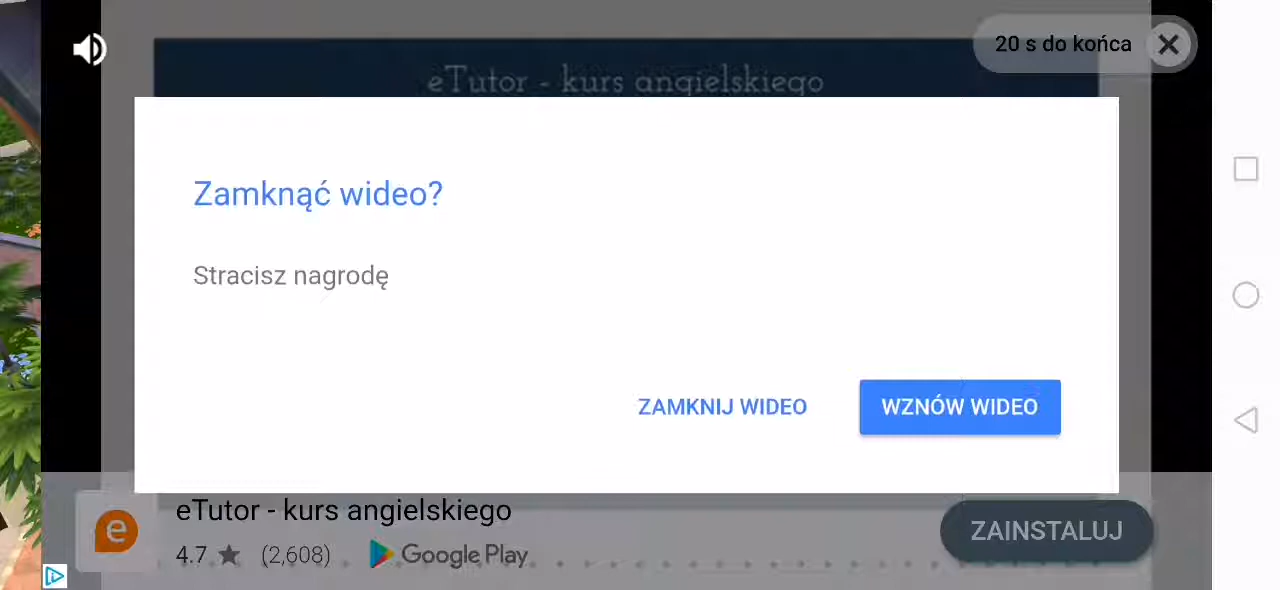 20 s do końca
eTutor - kurs angielskiego
Zamknąć wideo?
Stracisz nagrodę
ZAMKNIJ WIDEO
WZNÓW WIDEO
e
eTutor - kurs angielskiego
4.7 ★ (2,608) Google Play
ZAINSTALUJ